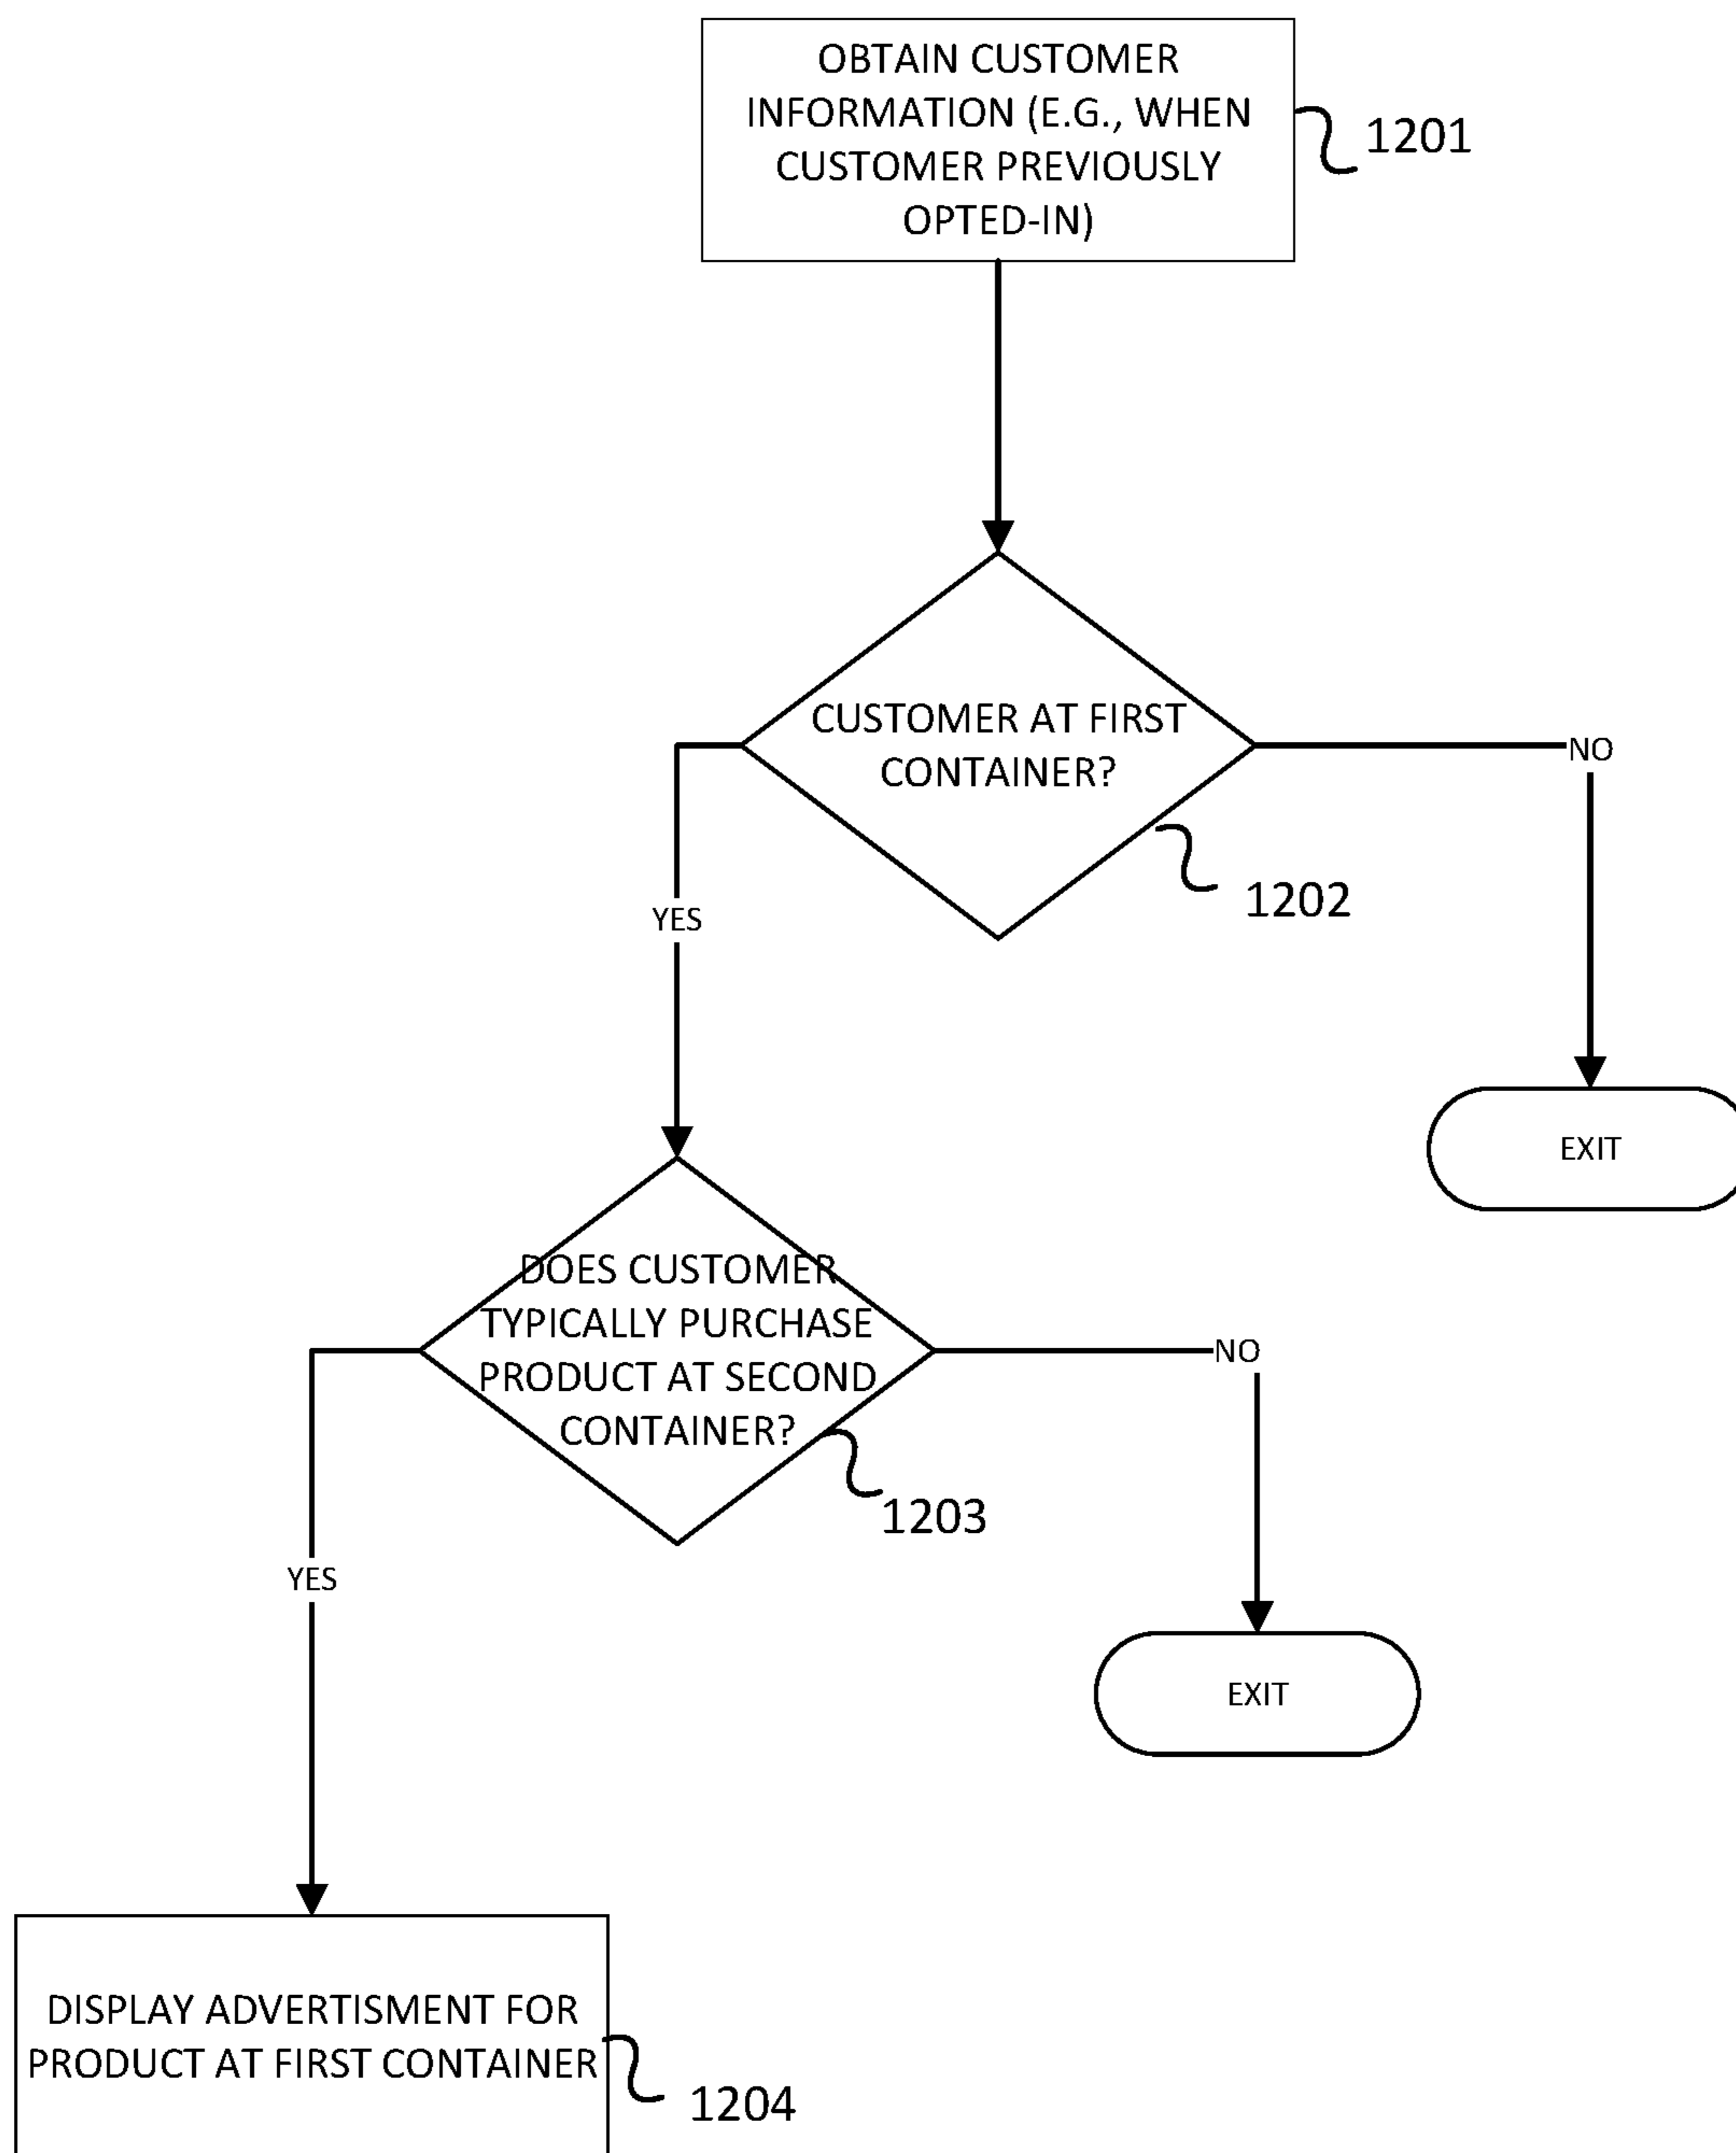 OBTAIN CUSTOMER
INFORMATION (E.G., WHEN
CUSTOMER PREVIOUSLY
OPTED-IN)
1201
CUSTOMER AT FIRST
CONTAINER?
NO
1202
YES
EXIT
DOES CUSTOMER
TYPICALLY PURCHASE
PRODUCT AT SECOND
CONTAINER?
NO
1203
YES
EXIT
DISPLAY ADVERTISMENT FOR
PRODUCT AT FIRST CONTAINER
1204